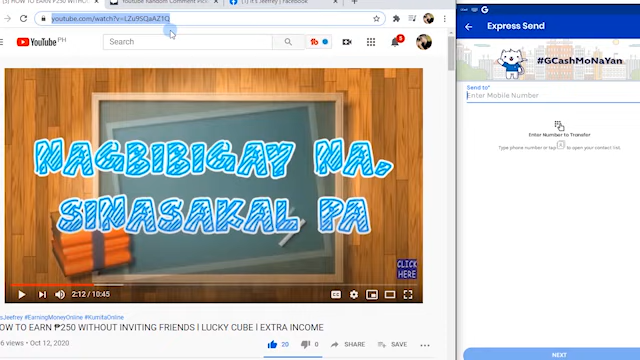 HOW TO EARN ₱250 WITHOUT
YouTube Random Comment Pick
(1) It's Jeefrey | Facebook
youtube.com/watch?v=LZu9SQaAZ1Q
YouTube PH
Search
NAGBIBIGAY NA,
SINASAKAL PA
CLICK
HERE
2:12 / 10:45
#EarningMoneyOnline #KumitaOnline
OW TO EARN ₱250 WITHOUT INVITING FRIENDS I LUCKY CUBE I EXTRA INCOME
6 views • Oct 12, 2020
20
0
SHARE
SAVE
Express Send
#GCashMoNaYan
Send to*
Enter Mobile Number
Enter Number to Transfer
Type phone number or tap to open your contact list.
NEXT